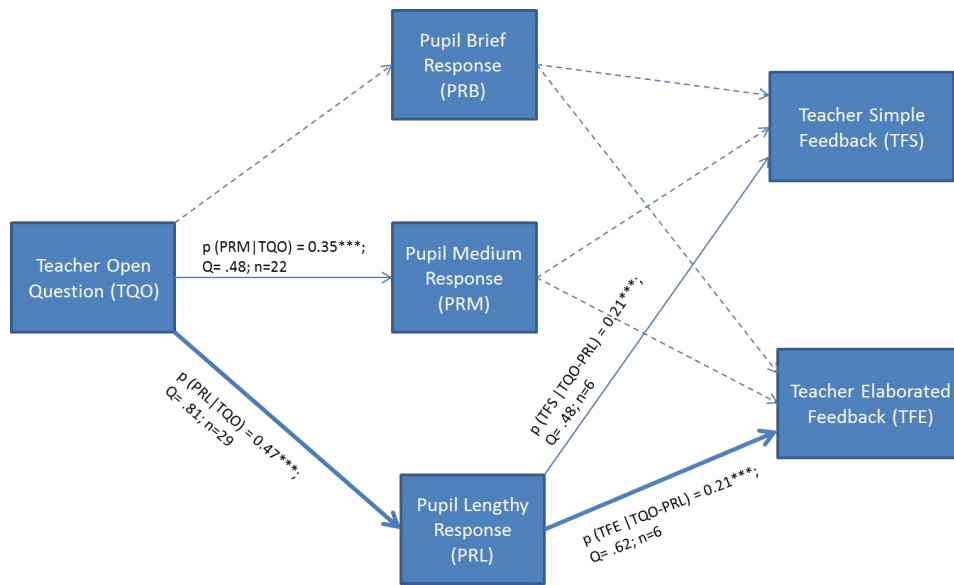 Pupil Brief
Response
(PRB)
Teacher Simple
Feedback (TFS)
Teacher Open
Question (TQO)
p (PRM|TQO) = 0.35***;
Q= .48; n=22
Pupil Medium
Response
(PRM)
p (PRL|TQO) = 0.47***;
Q= .81; n=29
p (TFS |TQO-PRL) = 0.21***;
Q= .48; n=6
Teacher Elaborated
Feedback (TFE)
Pupil Lengthy
Response
(PRL)
p (TFE |TQO-PRL) = 0.21***;
Q= .62; n=6